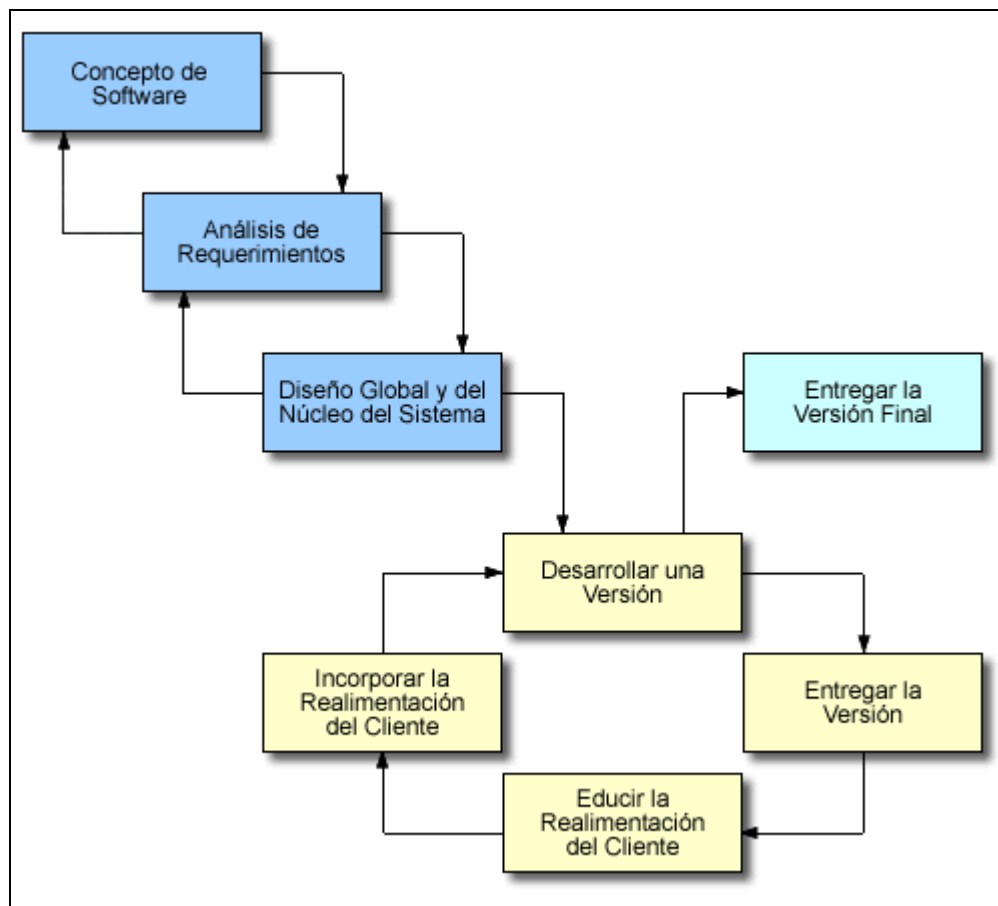 Concepto de
Software
Análisis de
Requerimientos
Diseño Global y del
Núcleo del Sistema
Entregar la
Versión Final
Desarrollar una
Versión
Incorporar la
Realimentación
del Cliente
Entregar la
Versión
Educir la
Realimentación
del Cliente